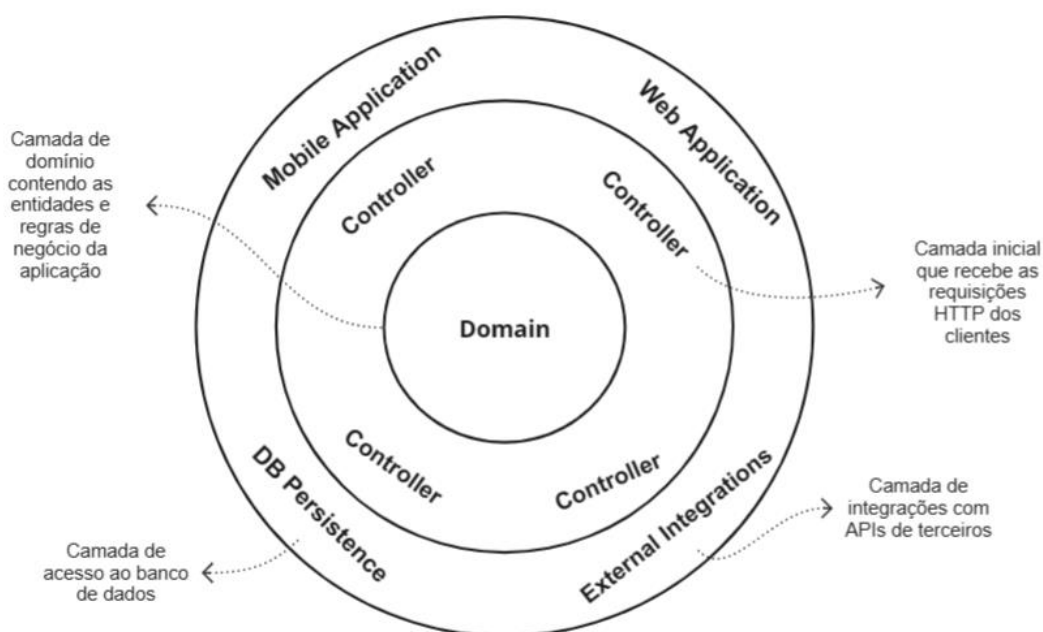 Mobile Application
Web Application
Camada de
domínio
contendo as
entidades e
regras de
negócio da
aplicação
Controller
Controller
Camada inicial
que recebe as
requisições
HTTP dos
clientes
Domain
Controller
Controller
DB Persistence
External Integrations
Camada de
integrações com
APIs de terceiros
Camada de
acesso ao banco
de dados